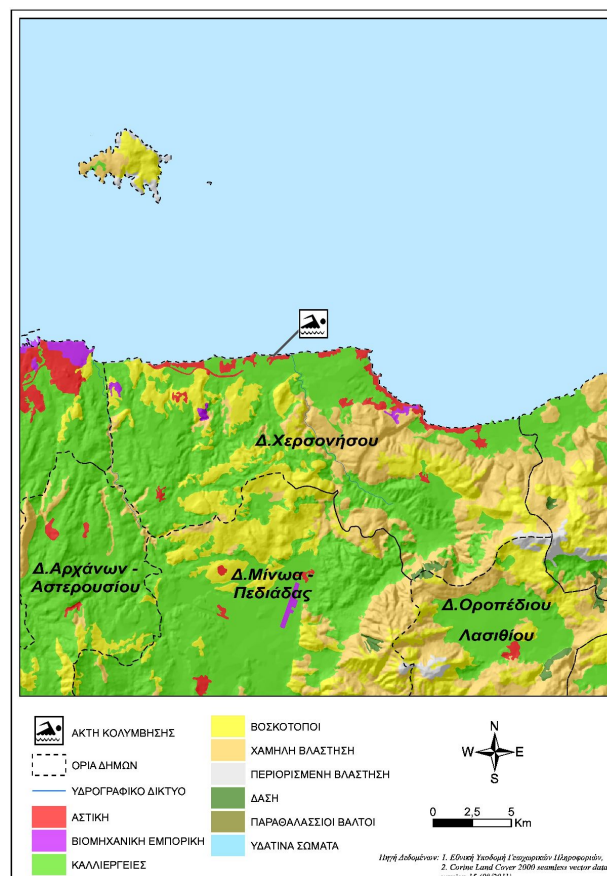 Δ.Χερσονήσου
Δ.Αρχάνων -
Αστερουσίου
Δ.Μίνωα -
Πεδιάδας
Δ.Οροπέδιου
Λασιθίου
ΑΚΤΗ ΚΟΛΥΜΒΗΣΗΣ
ΟΡΙΑ ΔΗΜΩΝ
ΥΔΡΟΓΡΑΦΙΚΟ ΔΙΚΤΥΟ
ΑΣΤΙΚΗ
ΒΙΟΜΗΧΑΝΙΚΗ ΕΜΠΟΡΙΚΗ
ΚΑΛΛΙΕΡΓΕΙΕΣ
ΒΟΣΚΟΤΟΠΟΙ
ΧΑΜΗΛΗ ΒΛΑΣΤΗΣΗ
ΠΕΡΙΟΡΙΣΜΕΝΗ ΒΛΑΣΤΗΣΗ
ΔΑΣΗ
ΠΑΡΑΘΑΛΑΣΣΙΟΙ ΒΑΛΤΟΙ
ΥΔΑΤΙΝΑ ΣΩΜΑΤΑ
N
W E
S
0 2,5 5
Km
Πηγή Δεδομένων: 1. Εθνική Υποδομή Γεωχωρικών Πληροφοριών,
2. Corine Land Cover 2000 seamless vector data